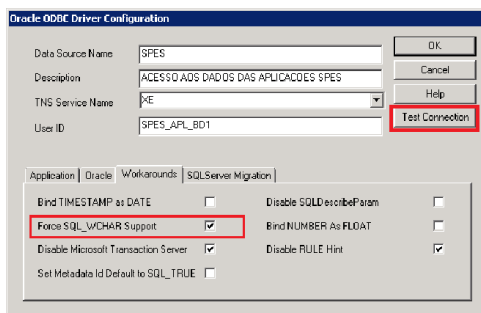 Oracle ODBC Driver Configuration
Data Source Name SPES OK
Description ACESSO AOS DADOS DAS APLICACOES SPES Cancel
TNS Service Name XE Help
User ID SPES_APL_BD1 Test Connection
Application Oracle Workarounds SQLServer Migration
Bind TIMESTAMP as DATE Disable SQLDescribeParam
Force SQL_WCHAR Support Bind NUMBER As FLOAT
Disable Microsoft Transaction Server Disable RULE Hint
Set Metadata Id Default to SQL_TRUE